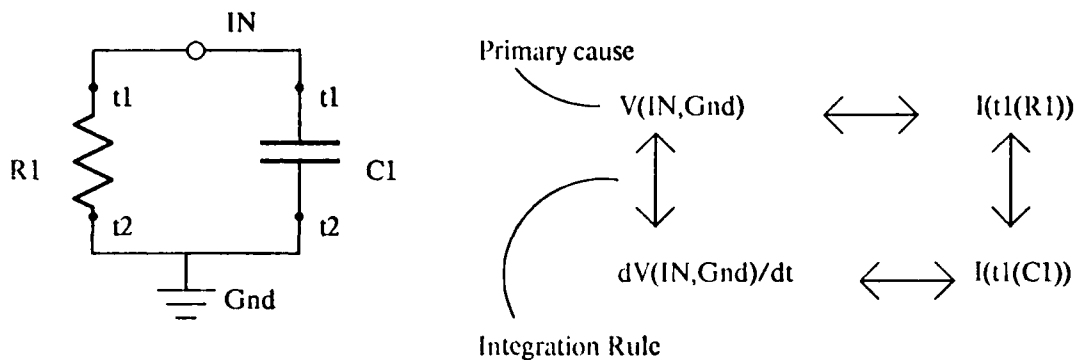 IN
t1
t1
R1
C1
t2
t2
Gnd
Primary cause
V(IN,Gnd)
I(t1(R1))
dV(IN,Gnd)/dt
I(t1(C1))
Integration Rule